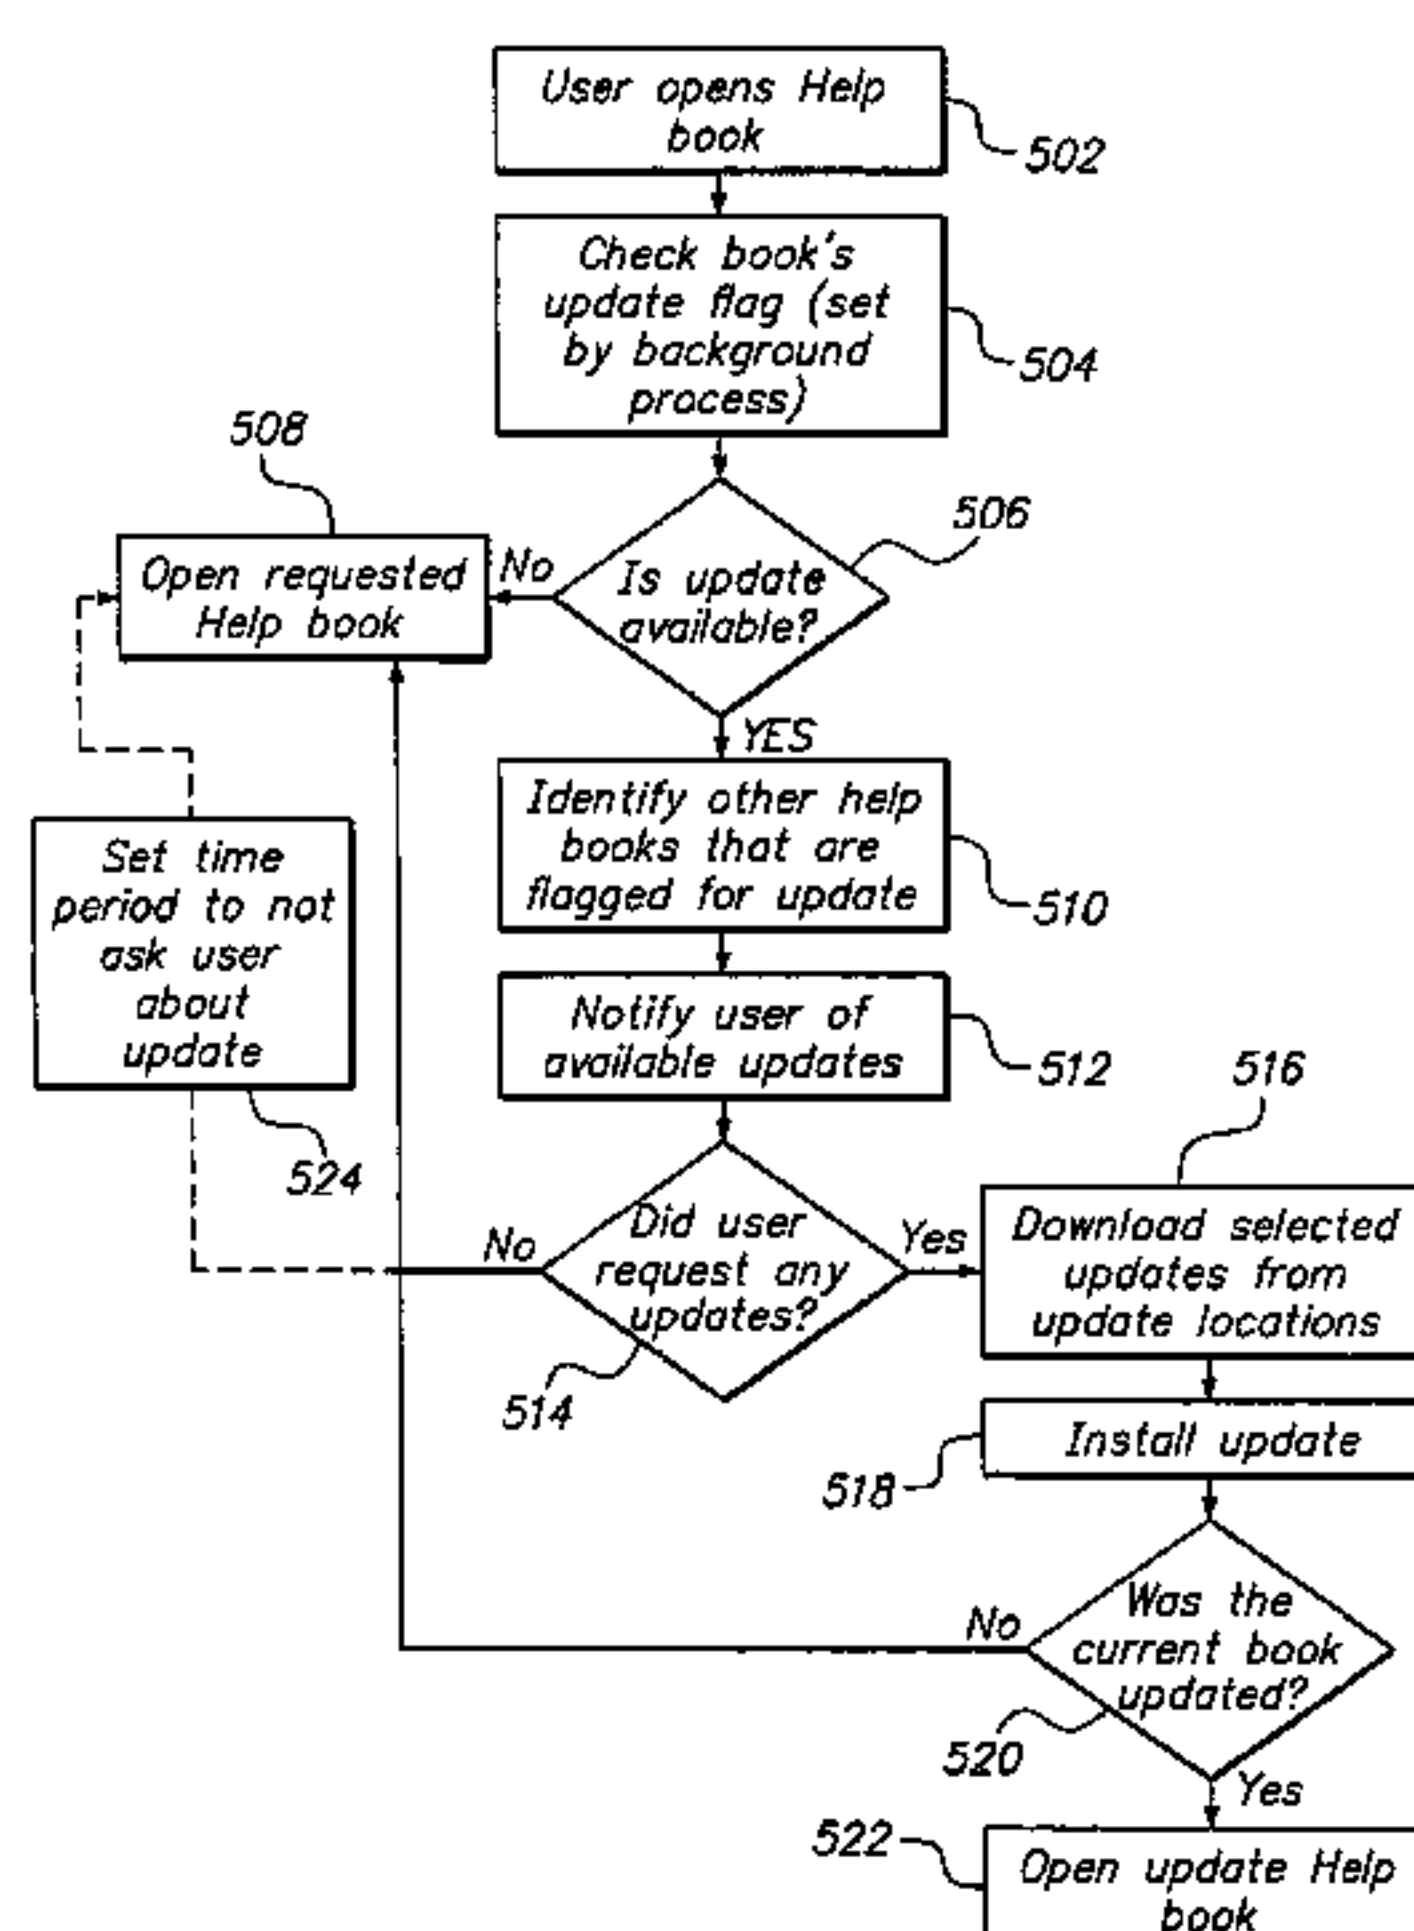 User opens Help
book
502
Check book's
update flag (set
by background
process)
504
508
506
Open requested
Help book
No
Is update
available?
YES
Identify other help
books that are
flagged for update
510
Set time
period to not
ask user
about
update
524
Notify user of
available updates
512
516
No
Did user
request any
updates?
Yes
514
Download selected
updates from
update locations
Install update
518
No
Was the
current book
updated?
520
Yes
522
Open update Help
book